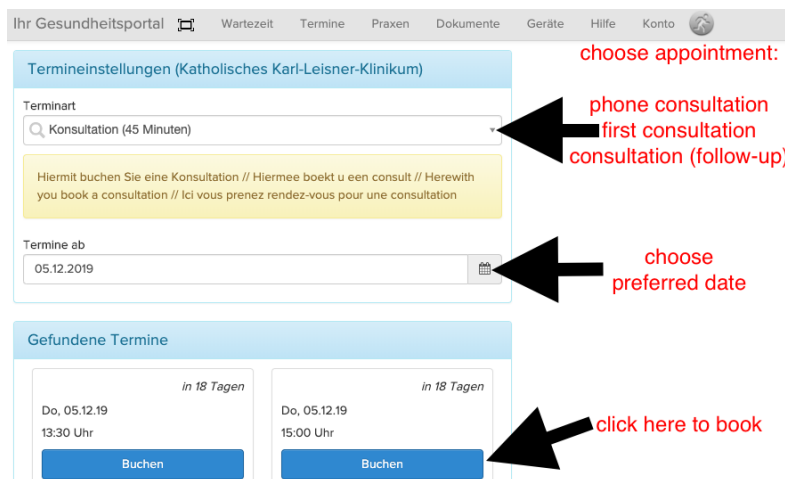 Ihr Gesundheitsportal Wartezeit Termine Praxen Dokumente Geräte Hilfe Konto
choose appointment:
Termineinstellungen (Katholisches Karl-Leisner-Klinikum)
Terminart
Konsultation (45 Minuten)
phone consultation
first consultation
consultation (follow-up)
Hiermit buchen Sie eine Konsultation // Hiermee boekt u een consult // Herewith
you book a consultation // Ici vous prenez rendez-vous pour une consultation
Termine ab
05.12.2019
choose
preferred date
Gefundene Termine
in 18 Tagen
Do, 05.12.19
13:30 Uhr
Buchen
in 18 Tagen
Do, 05.12.19
15:00 Uhr
Buchen
click here to book